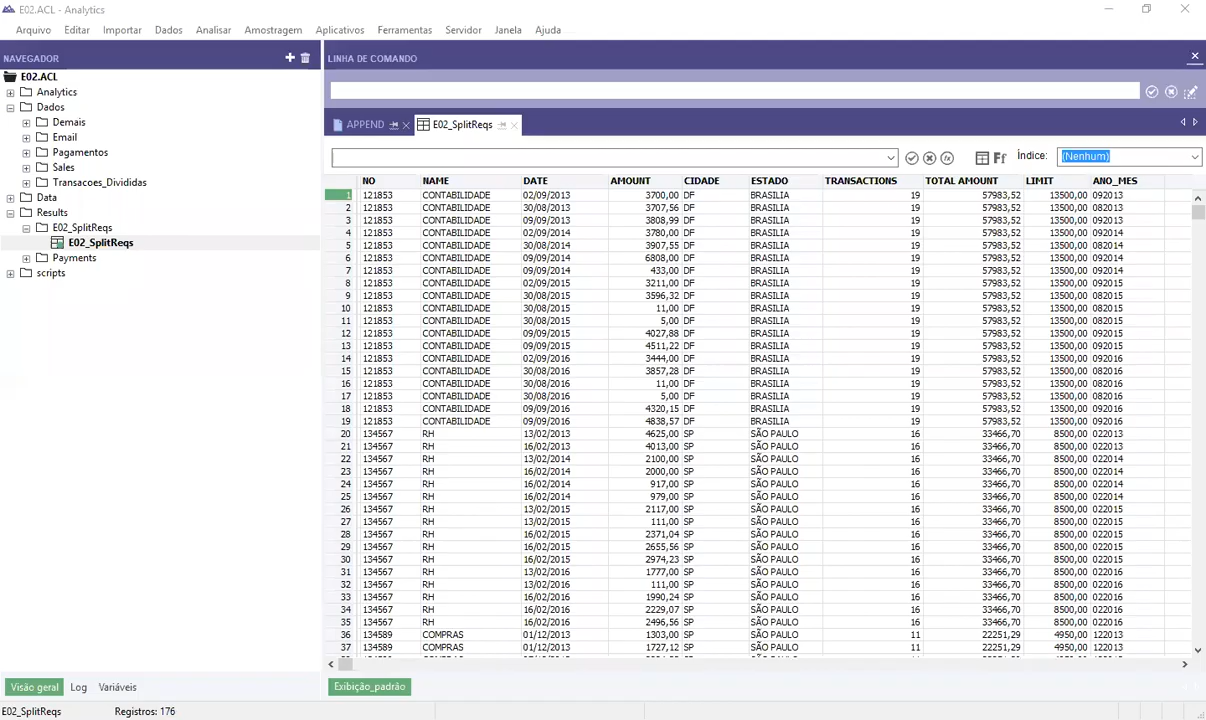 E02.ACL - Analytics
Arquivo Editar Importar Dados Analisar Amostragem Aplicativos Ferramentas Servidor Janela Ajuda
NAVEGADOR
E02.ACL
Analytics
Dados
Demais
Email
Pagamentos
Sales
Transacoes_Divididas
Data
Results
E02_SplitReqs
E02_SplitReqs
Payments
scripts
LINHA DE COMANDO
APPEND E02_SplitReqs
Ff Índice: (Nenhum)
NO NAME DATE AMOUNT CIDADE ESTADO TRANSACTIONS TOTAL AMOUNT LIMIT ANO_MES
1 121853 CONTABILIDADE 02/09/2013 3700,00 DF BRASILIA 19 57983,52 13500,00 092013
2 121853 CONTABILIDADE 30/08/2013 3707,56 DF BRASILIA 19 57983,52 13500,00 082013
3 121853 CONTABILIDADE 09/09/2013 3808,99 DF BRASILIA 19 57983,52 13500,00 092013
4 121853 CONTABILIDADE 02/09/2014 3780,00 DF BRASILIA 19 57983,52 13500,00 092014
5 121853 CONTABILIDADE 30/08/2014 3907,55 DF BRASILIA 19 57983,52 13500,00 082014
6 121853 CONTABILIDADE 09/09/2014 6808,00 DF BRASILIA 19 57983,52 13500,00 092014
7 121853 CONTABILIDADE 09/09/2014 433,00 DF BRASILIA 19 57983,52 13500,00 092014
8 121853 CONTABILIDADE 02/09/2015 3211,00 DF BRASILIA 19 57983,52 13500,00 092015
9 121853 CONTABILIDADE 30/08/2015 3596,32 DF BRASILIA 19 57983,52 13500,00 082015
10 121853 CONTABILIDADE 30/08/2015 11,00 DF BRASILIA 19 57983,52 13500,00 082015
11 121853 CONTABILIDADE 30/08/2015 5,00 DF BRASILIA 19 57983,52 13500,00 082015
12 121853 CONTABILIDADE 09/09/2015 4027,88 DF BRASILIA 19 57983,52 13500,00 092015
13 121853 CONTABILIDADE 09/09/2015 4511,22 DF BRASILIA 19 57983,52 13500,00 092015
14 121853 CONTABILIDADE 02/09/2016 3444,00 DF BRASILIA 19 57983,52 13500,00 092016
15 121853 CONTABILIDADE 30/08/2016 3857,28 DF BRASILIA 19 57983,52 13500,00 082016
16 121853 CONTABILIDADE 30/08/2016 11,00 DF BRASILIA 19 57983,52 13500,00 082016
17 121853 CONTABILIDADE 30/08/2016 5,00 DF BRASILIA 19 57983,52 13500,00 082016
18 121853 CONTABILIDADE 09/09/2016 4320,15 DF BRASILIA 19 57983,52 13500,00 092016
19 121853 CONTABILIDADE 09/09/2016 4838,57 DF BRASILIA 19 57983,52 13500,00 092016
20 134567 RH 13/02/2013 4625,00 SP SÃO PAULO 16 33466,70 8500,00 022013
21 134567 RH 16/02/2013 4013,00 SP SÃO PAULO 16 33466,70 8500,00 022013
22 134567 RH 13/02/2014 2100,00 SP SÃO PAULO 16 33466,70 8500,00 022014
23 134567 RH 16/02/2014 2000,00 SP SÃO PAULO 16 33466,70 8500,00 022014
24 134567 RH 16/02/2014 917,00 SP SÃO PAULO 16 33466,70 8500,00 022014
25 134567 RH 16/02/2014 979,00 SP SÃO PAULO 16 33466,70 8500,00 022014
26 134567 RH 13/02/2015 2117,00 SP SÃO PAULO 16 33466,70 8500,00 022015
27 134567 RH 13/02/2015 111,00 SP SÃO PAULO 16 33466,70 8500,00 022015
28 134567 RH 16/02/2015 2371,04 SP SÃO PAULO 16 33466,70 8500,00 022015
29 134567 RH 16/02/2015 2655,56 SP SÃO PAULO 16 33466,70 8500,00 022015
30 134567 RH 16/02/2015 2974,23 SP SÃO PAULO 16 33466,70 8500,00 022015
31 134567 RH 13/02/2016 1777,00 SP SÃO PAULO 16 33466,70 8500,00 022016
32 134567 RH 13/02/2016 111,00 SP SÃO PAULO 16 33466,70 8500,00 022016
33 134567 RH 16/02/2016 1990,24 SP SÃO PAULO 16 33466,70 8500,00 022016
34 134567 RH 16/02/2016 2229,07 SP SÃO PAULO 16 33466,70 8500,00 022016
35 134567 RH 16/02/2016 2496,56 SP SÃO PAULO 16 33466,70 8500,00 022016
36 134589 COMPRAS 01/12/2013 1303,00 SP SÃO PAULO 11 22251,29 4950,00 122013
37 134589 COMPRAS 01/12/2013 1727,12 SP SÃO PAULO 11 22251,29 4950,00 122013
Visão geral Log Variáveis
Exibição_padrão
E02_SplitReqs Registros: 176